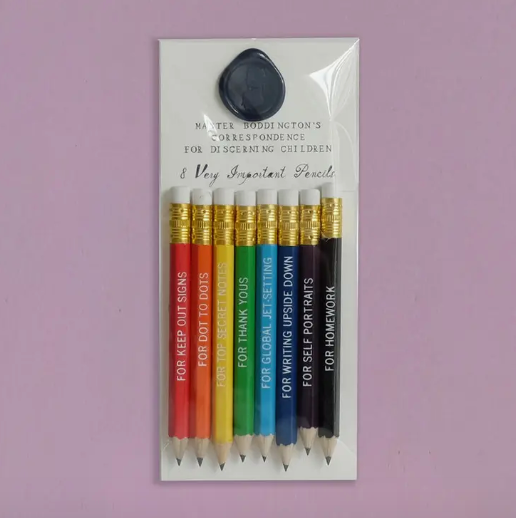 MASTER BODDINGTON'S
CORRESPONDENCE
FOR DISCERNING CHILDREN
8 Very Important Pencils
FOR KEEP OUT SIGNS
FOR DOT TO DOTS
FOR TOP SECRET NOTES
FOR THANK YOUS
FOR GLOBAL JET-SETTING
FOR WRITING UPSIDE DOWN
FOR SELF PORTRAITS
FOR HOMEWORK